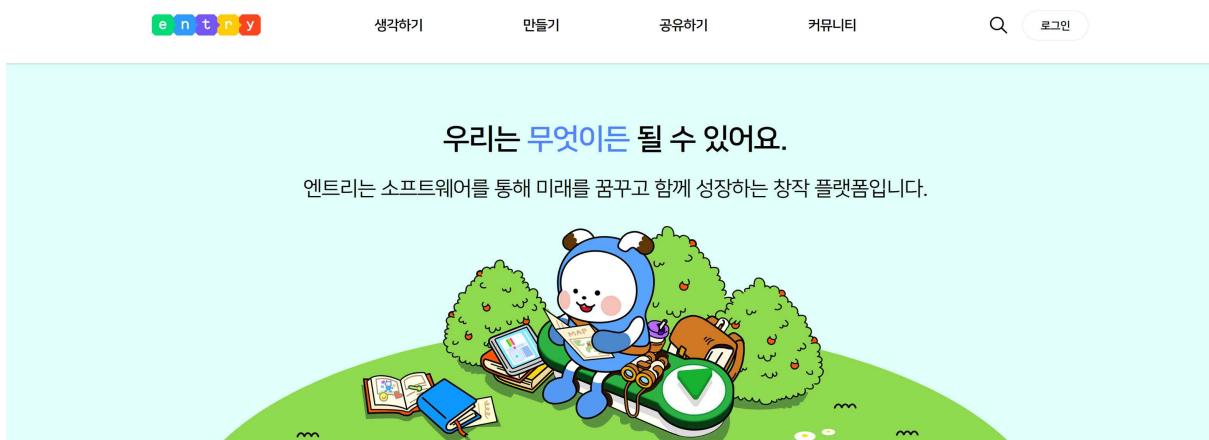 entry
생각하기
만들기
공유하기
커뮤니티
로그인
우리는 무엇이든 될 수 있어요.
엔트리는 소프트웨어를 통해 미래를 꿈꾸고 함께 성장하는 창작 플랫폼입니다.
MAP